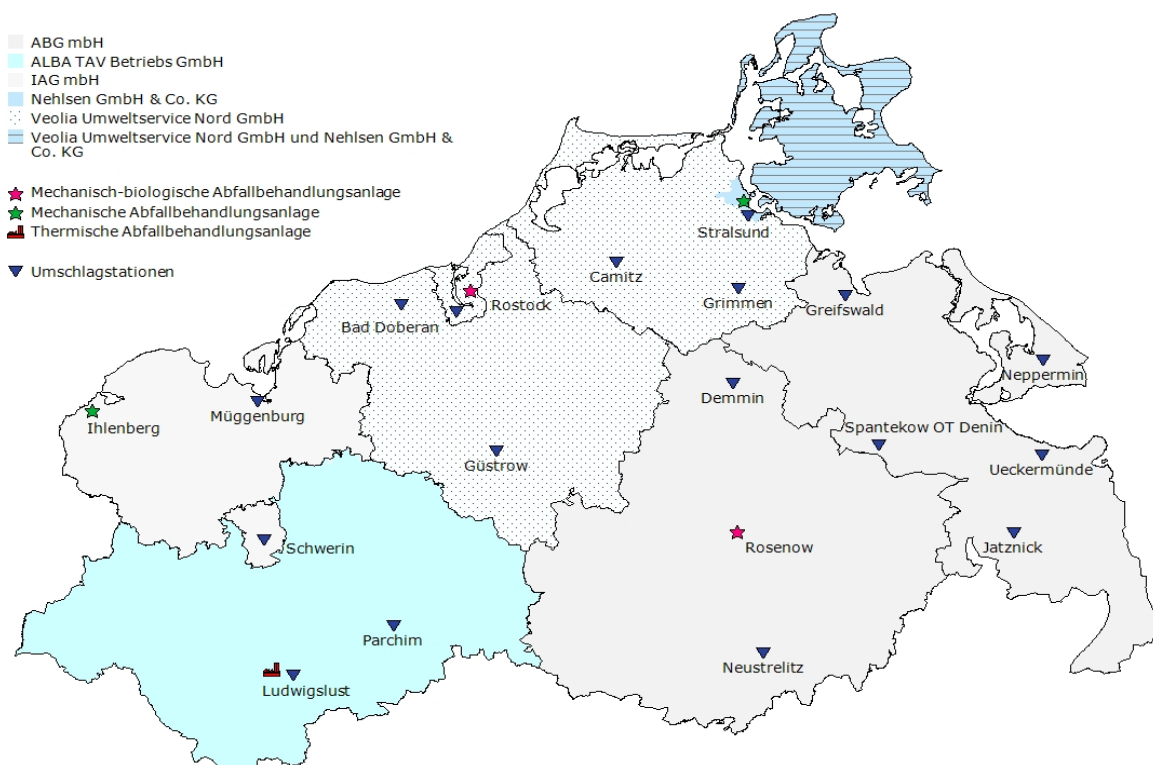 ABG mbH
ALBA TAV Betriebs GmbH
IAG mbH
Nehlsen GmbH & Co. KG
Veolia Umweltservice Nord GmbH
Veolia Umweltservice Nord GmbH und Nehlsen GmbH &
Co. KG
Mechanisch-biologische Abfallbehandlungsanlage
Mechanische Abfallbehandlungsanlage
Thermische Abfallbehandlungsanlage
Umschlagstationen
Stralsund
Camitz
Grimmen
Greifswald
Rostock
Bad Doberan
Neppermin
Demmin
Müggenburg
Ihlenberg
Spantekow OT Denin
Güstrow
Ueckermünde
Schwerin
Rosenow
Jatznick
Parchim
Neustrelitz
Ludwigslust